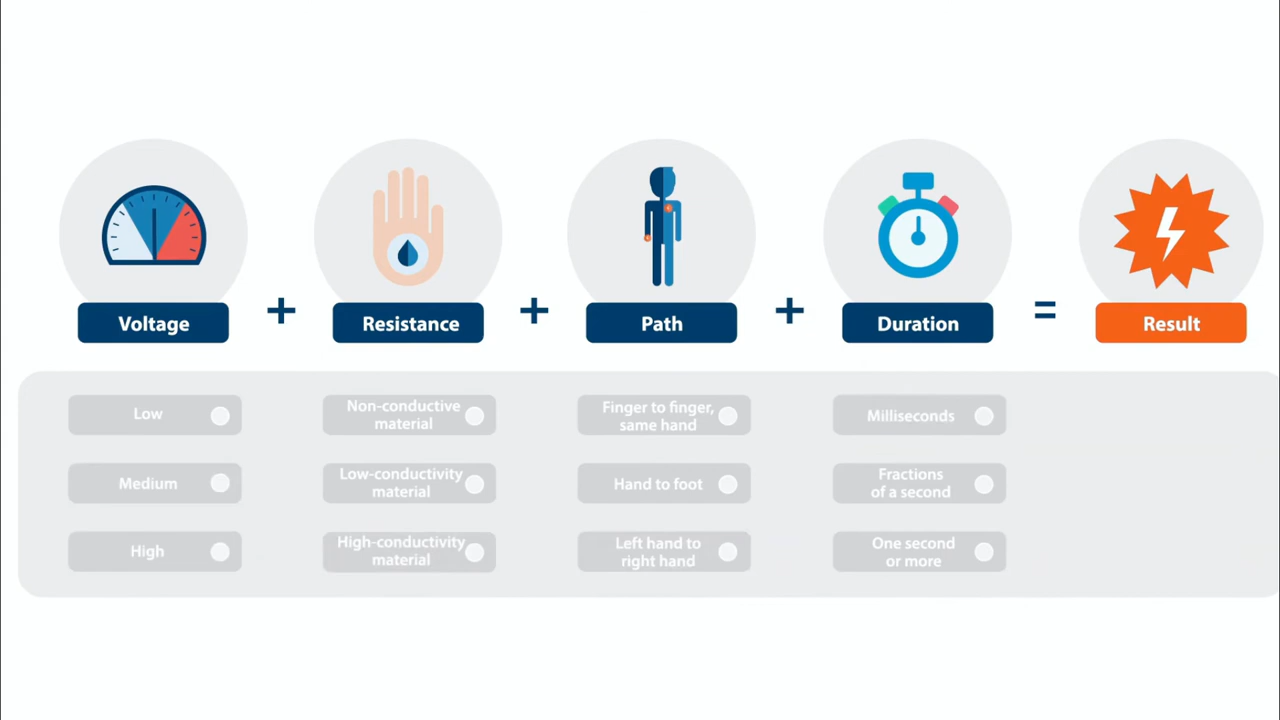 Voltage + Resistance + Path + Duration = Result
Low
Non-conductive
material
Finger to finger,
same hand
Milliseconds
Medium
Low-conductivity
material
Hand to foot
Fractions
of a second
High
High-conductivity
material
Left hand to
right hand
One second
or more